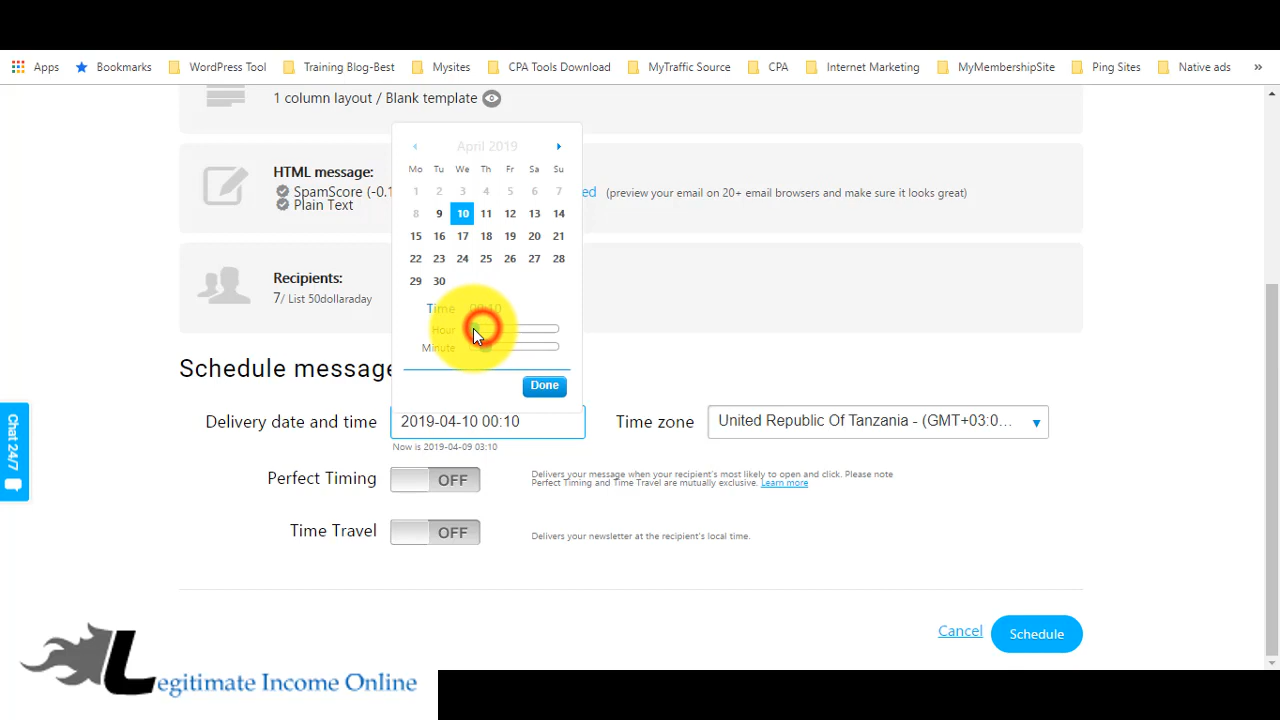 Apps Bookmarks WordPress Tool Training Blog-Best Mysites CPA Tools Download MyTraffic Source CPA Internet Marketing MyMembershipSite Ping Sites Native ads »
1 column layout / Blank template
HTML message:
SpamScore (-0.1 ed (preview your email on 20+ email browsers and make sure it looks great)
Plain Text
Recipients:
7/ List 50dollaraday
April 2019
Mo Tu We Th Fr Sa Su
1 2 3 4 5 6 7
8 9 10 11 12 13 14
15 16 17 18 19 20 21
22 23 24 25 26 27 28
29 30
Time 00:10
Hour
Minute
Done
Schedule message
Delivery date and time 2019-04-10 00:10 Time zone United Republic Of Tanzania - (GMT+03:0...
Now is 2019-04-09 03:10
Perfect Timing OFF Delivers your message when your recipient's most likely to open and click. Please note
Perfect Timing and Time Travel are mutually exclusive. Learn more
Time Travel OFF Delivers your newsletter at the recipient's local time.
Cancel Schedule
Chat 24/7
Legitimate Income Online